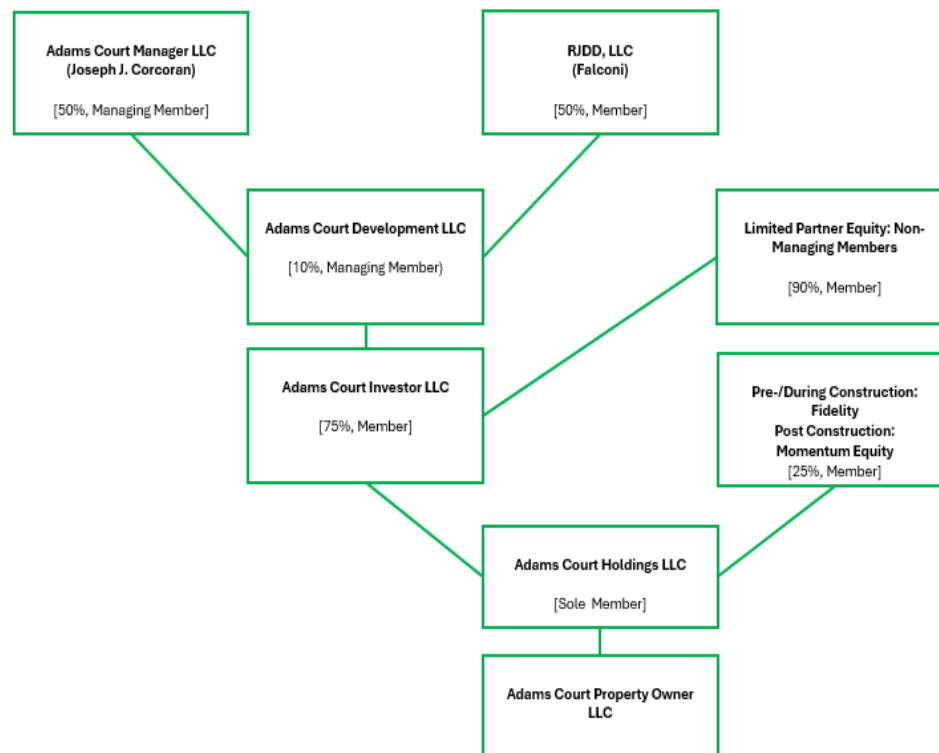 Adams Court Manager LLC
(Joseph J. Corcoran)
[50%, Managing Member]
RJDD, LLC
(Falconi)
[50%, Member]
Adams Court Development LLC
[10%, Managing Member)
Limited Partner Equity: Non-
Managing Members
[90%, Member]
Adams Court Investor LLC
[75%, Member]
Pre-/During Construction:
Fidelity
Post Construction:
Momentum Equity
[25%, Member]
Adams Court Holdings LLC
[Sole Member]
Adams Court Property Owner
LLC